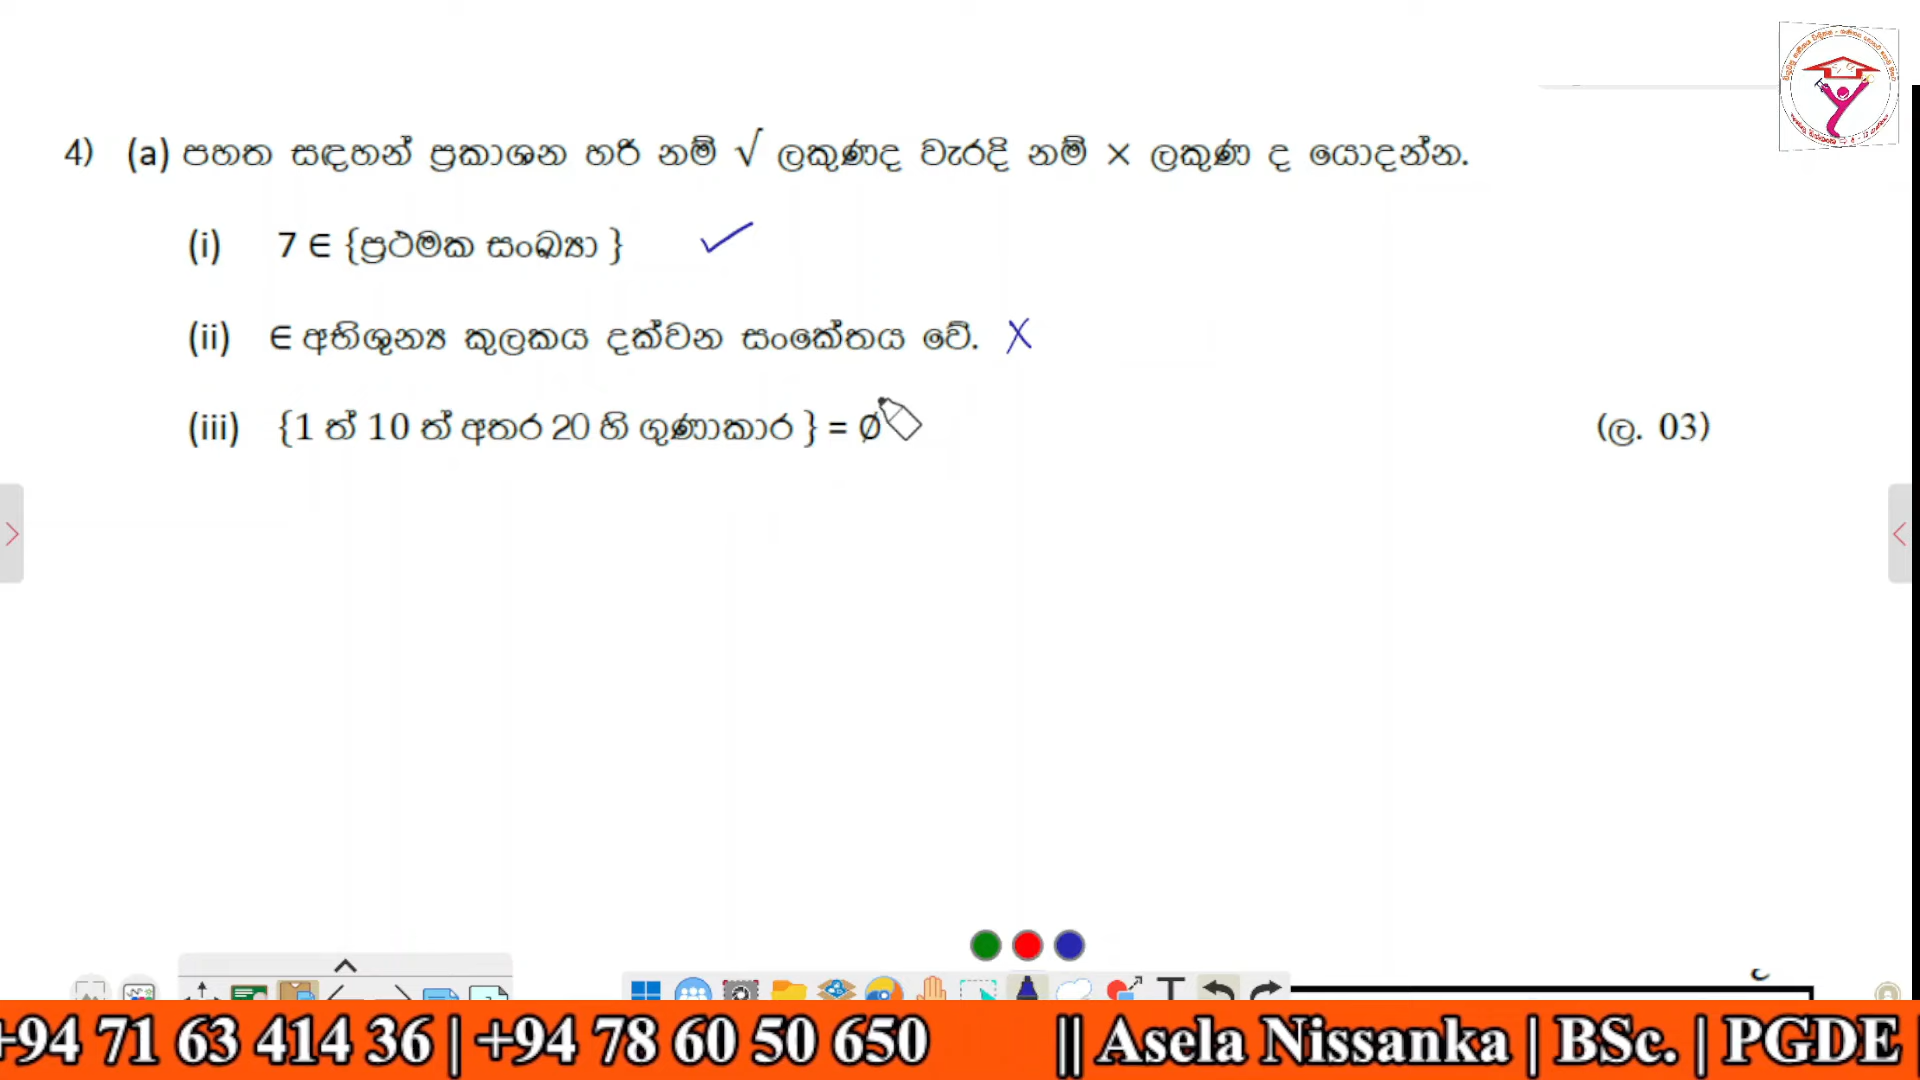 4) (a) පහත සඳහන් ප්‍රකාශන හරි නම් √ ලකුණද වැරදි නම් × ලකුණ ද යොදන්න.
(i) 7 ∈ {ප්‍රථමක සංඛ්‍යා } ✓
(ii) ∈ අභිශූන්‍ය කුලකය දක්වන සංකේතය වේ. X
(iii) {1 ත් 10 ත් අතර 20 හි ගුණාකාර } = Ø (ල. 03)
+94 71 63 414 36 | +94 78 60 50 650 || Asela Nissanka | BSc. | PGDE |